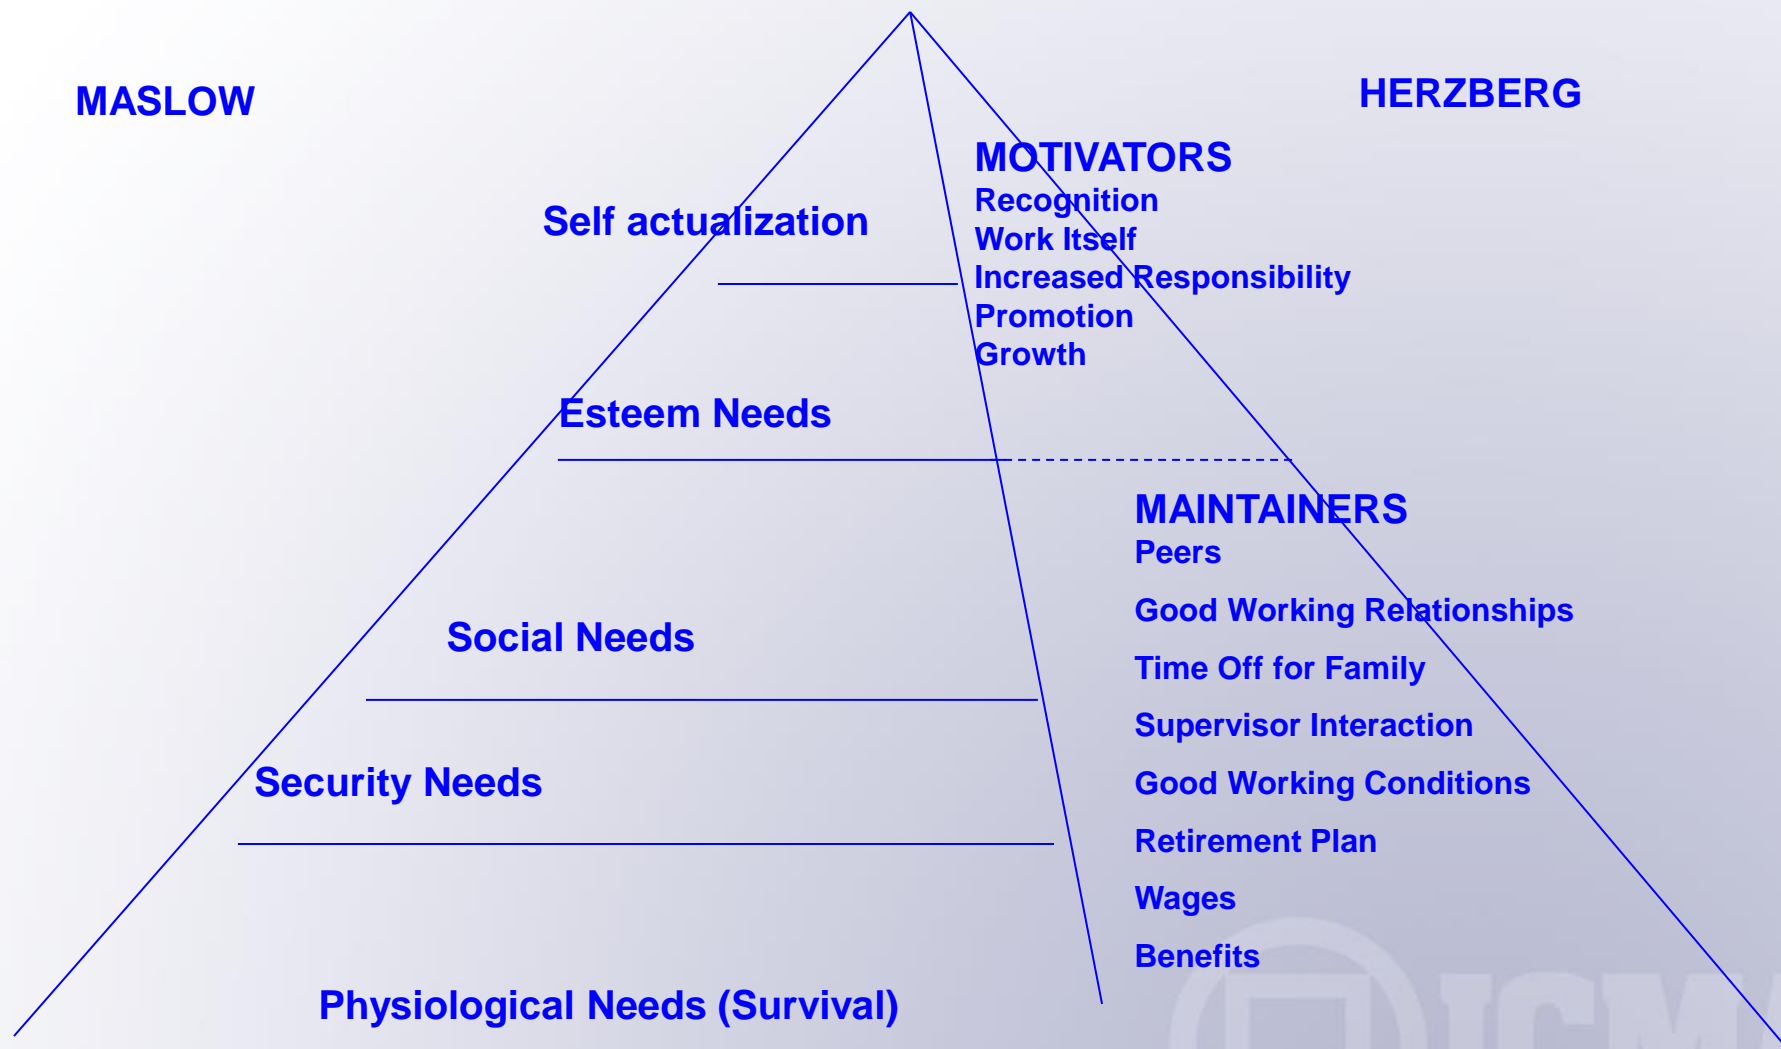 MASLOW
HERZBERG
Self actualization
Esteem Needs
Social Needs
Security Needs
Physiological Needs (Survival)
MOTIVATORS
Recognition
Work Itself
Increased Responsibility
Promotion
Growth
MAINTAINERS
Peers
Good Working Relationships
Time Off for Family
Supervisor Interaction
Good Working Conditions
Retirement Plan
Wages
Benefits
ICMA